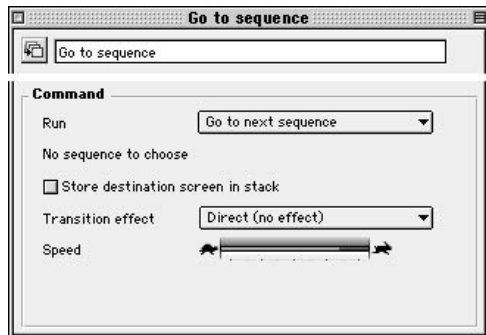 Go to sequence
Go to sequence
Command
Run Go to next sequence
No sequence to choose
Store destination screen in stack
Transition effect Direct (no effect)
Speed